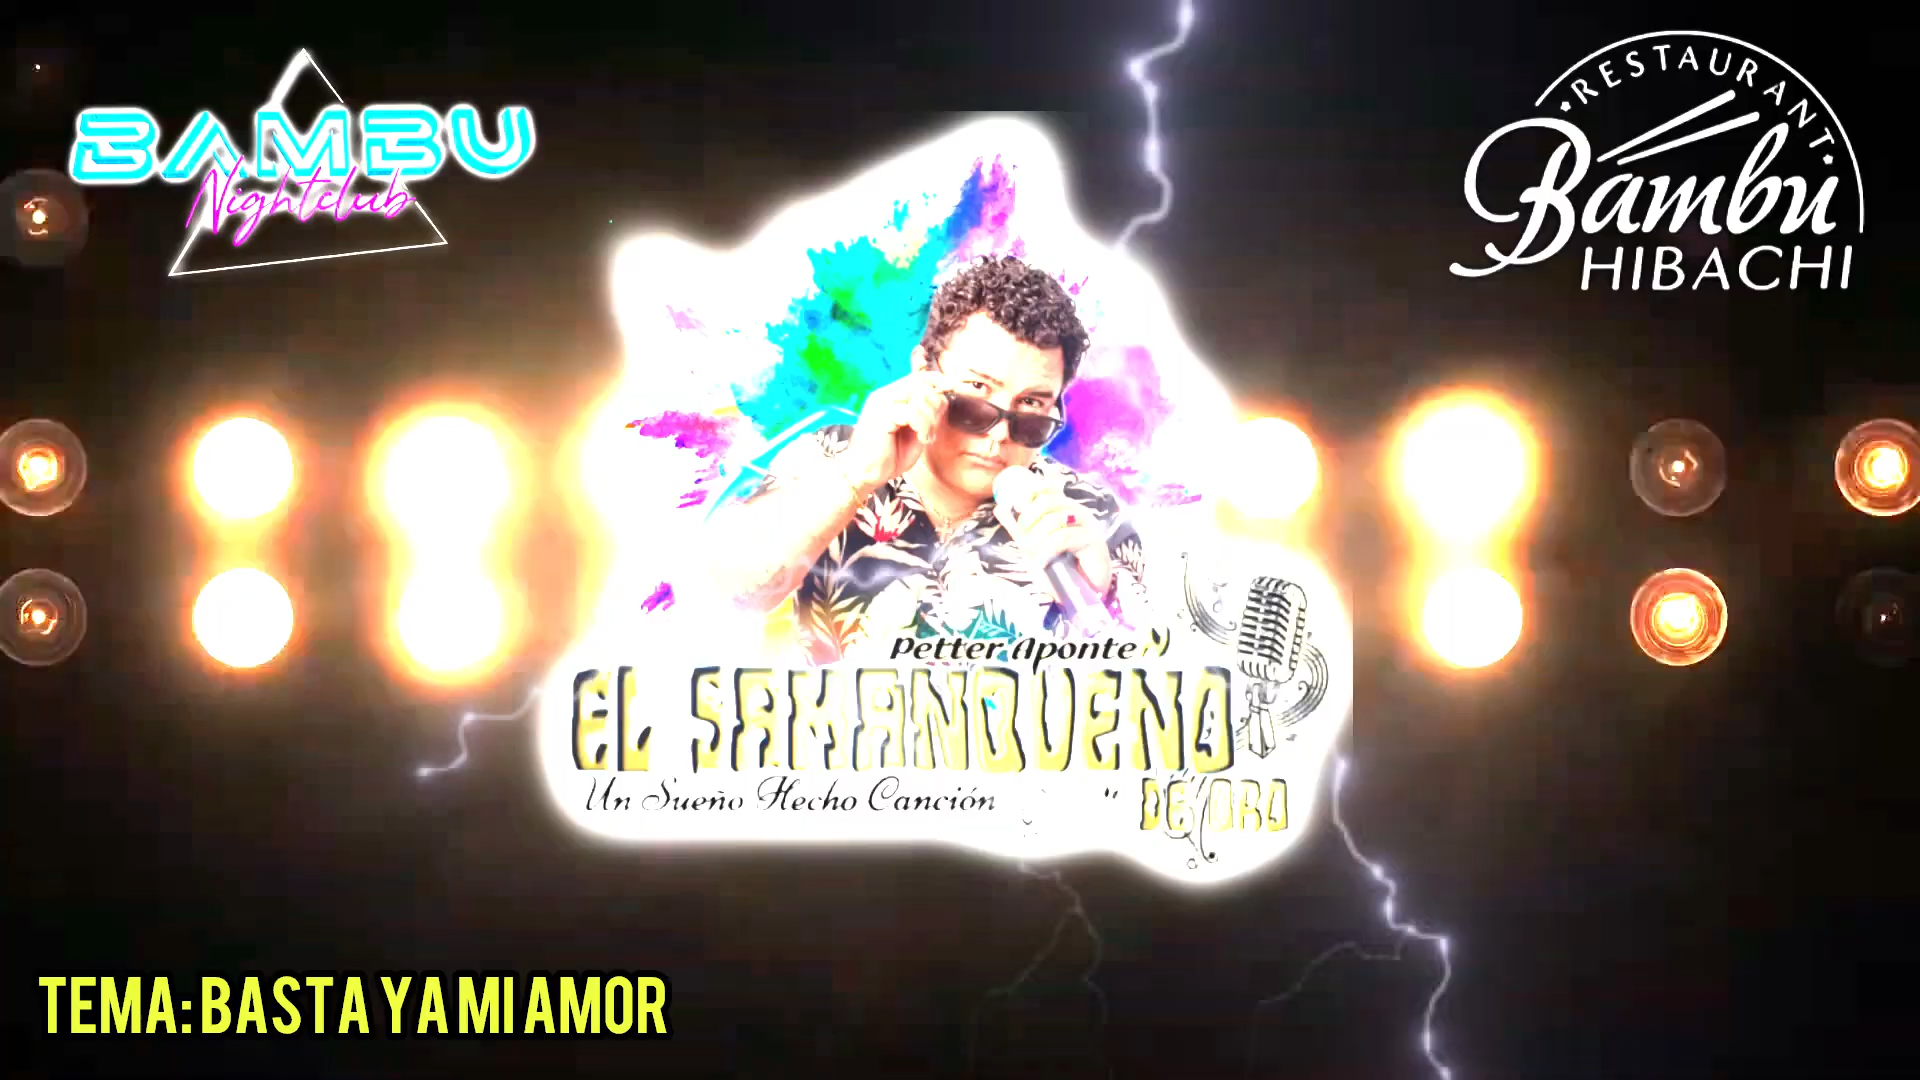 BAMBU
Nightclub
RESTAURANT
Bambu
HIBACHI
Petter Aponte
EL SAMANQUENO
Un Sueño Hecho Canción
" DE ORO
TEMA: BASTA YA MI AMOR